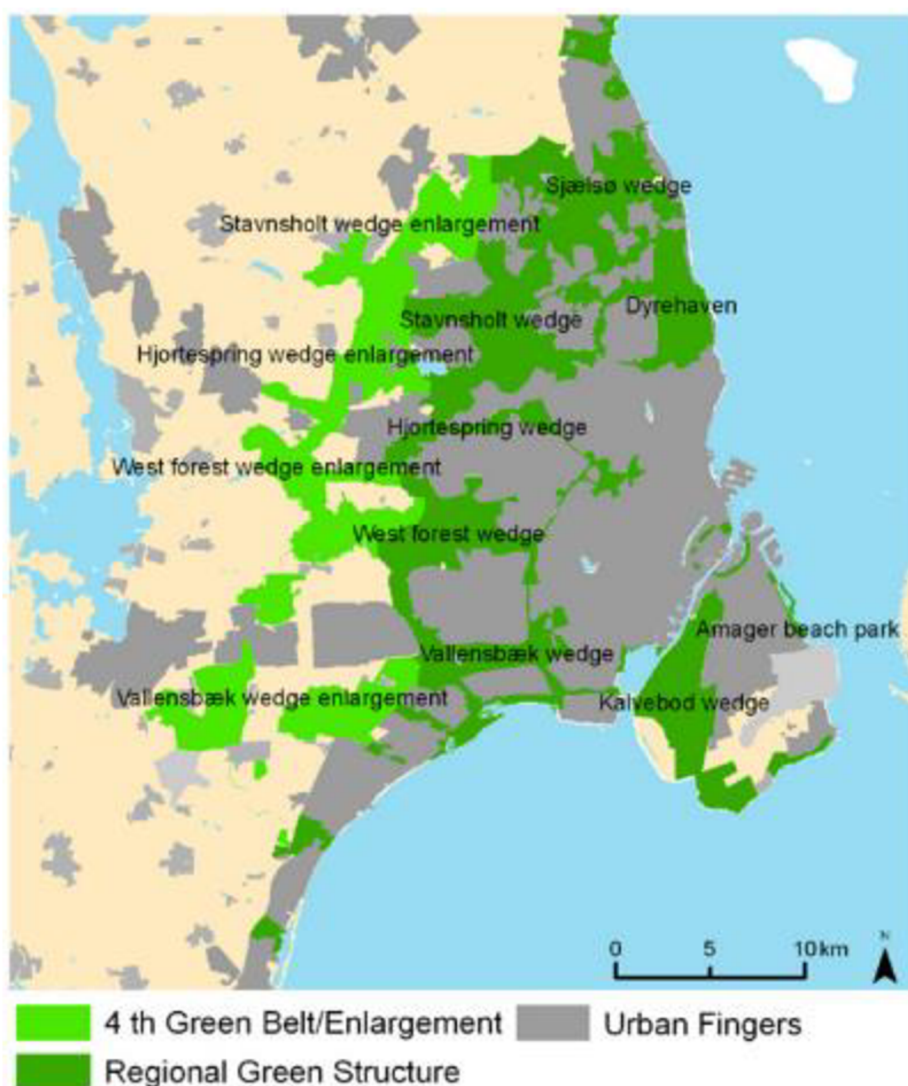 Sjælsø wedge
Stavnsholt wedge enlargement
Dyrehaven
Stavnsholt wedge
Hjortespring wedge enlargement
Hjortespring wedge
West forest wedge enlargement
West forest wedge
Amager beach park
Vallensbæk wedge
Vallensbæk wedge enlargement
Kalvebod wedge
N
0 5 10 km
4 th Green Belt/Enlargement Urban Fingers
Regional Green Structure